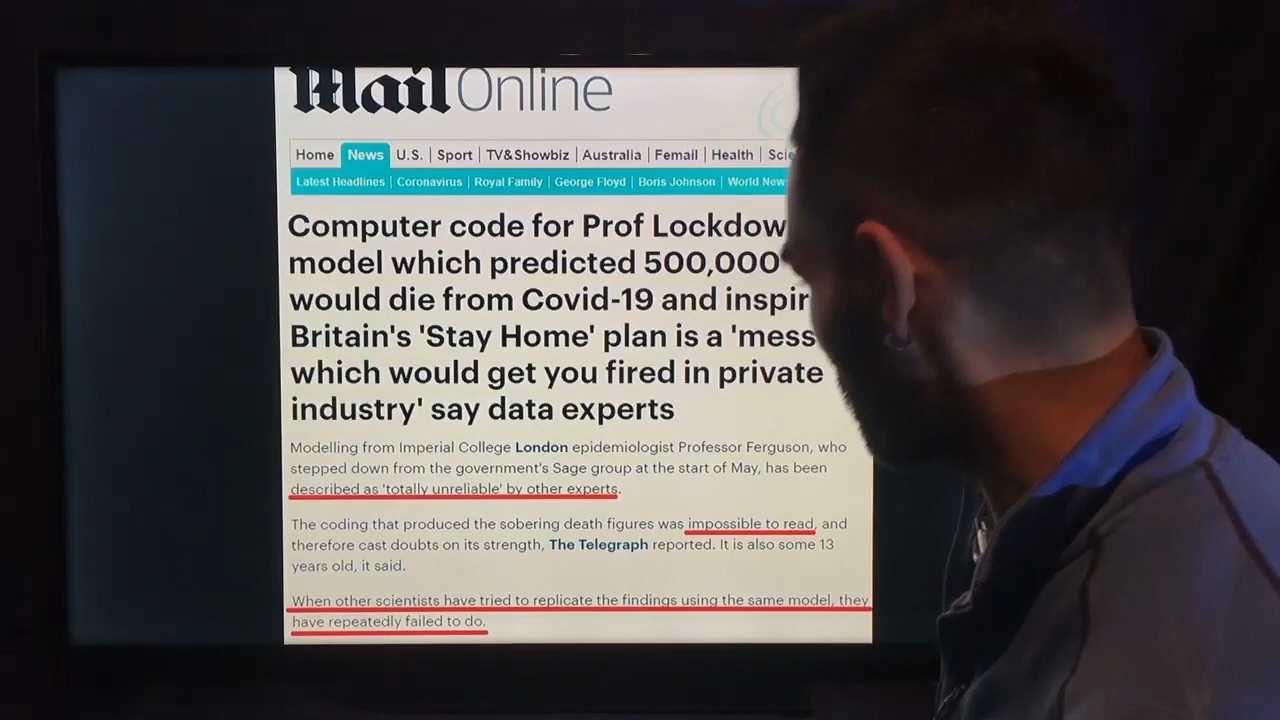 Mail Online
Home News U.S. Sport TV&Showbiz Australia Femail Health
Latest Headlines Coronavirus Royal Family George Floyd Boris Johnson World News
Computer code for Prof Lockdow
model which predicted 500,000
would die from Covid-19 and inspir
Britain's 'Stay Home' plan is a 'mess
which would get you fired in private
industry' say data experts
Modelling from Imperial College London epidemiologist Professor Ferguson, who
stepped down from the government's Sage group at the start of May, has been
described as 'totally unreliable' by other experts.
The coding that produced the sobering death figures was impossible to read, and
therefore cast doubts on its strength, The Telegraph reported. It is also some 13
years old, it said.
When other scientists have tried to replicate the findings using the same model, they
have repeatedly failed to do.